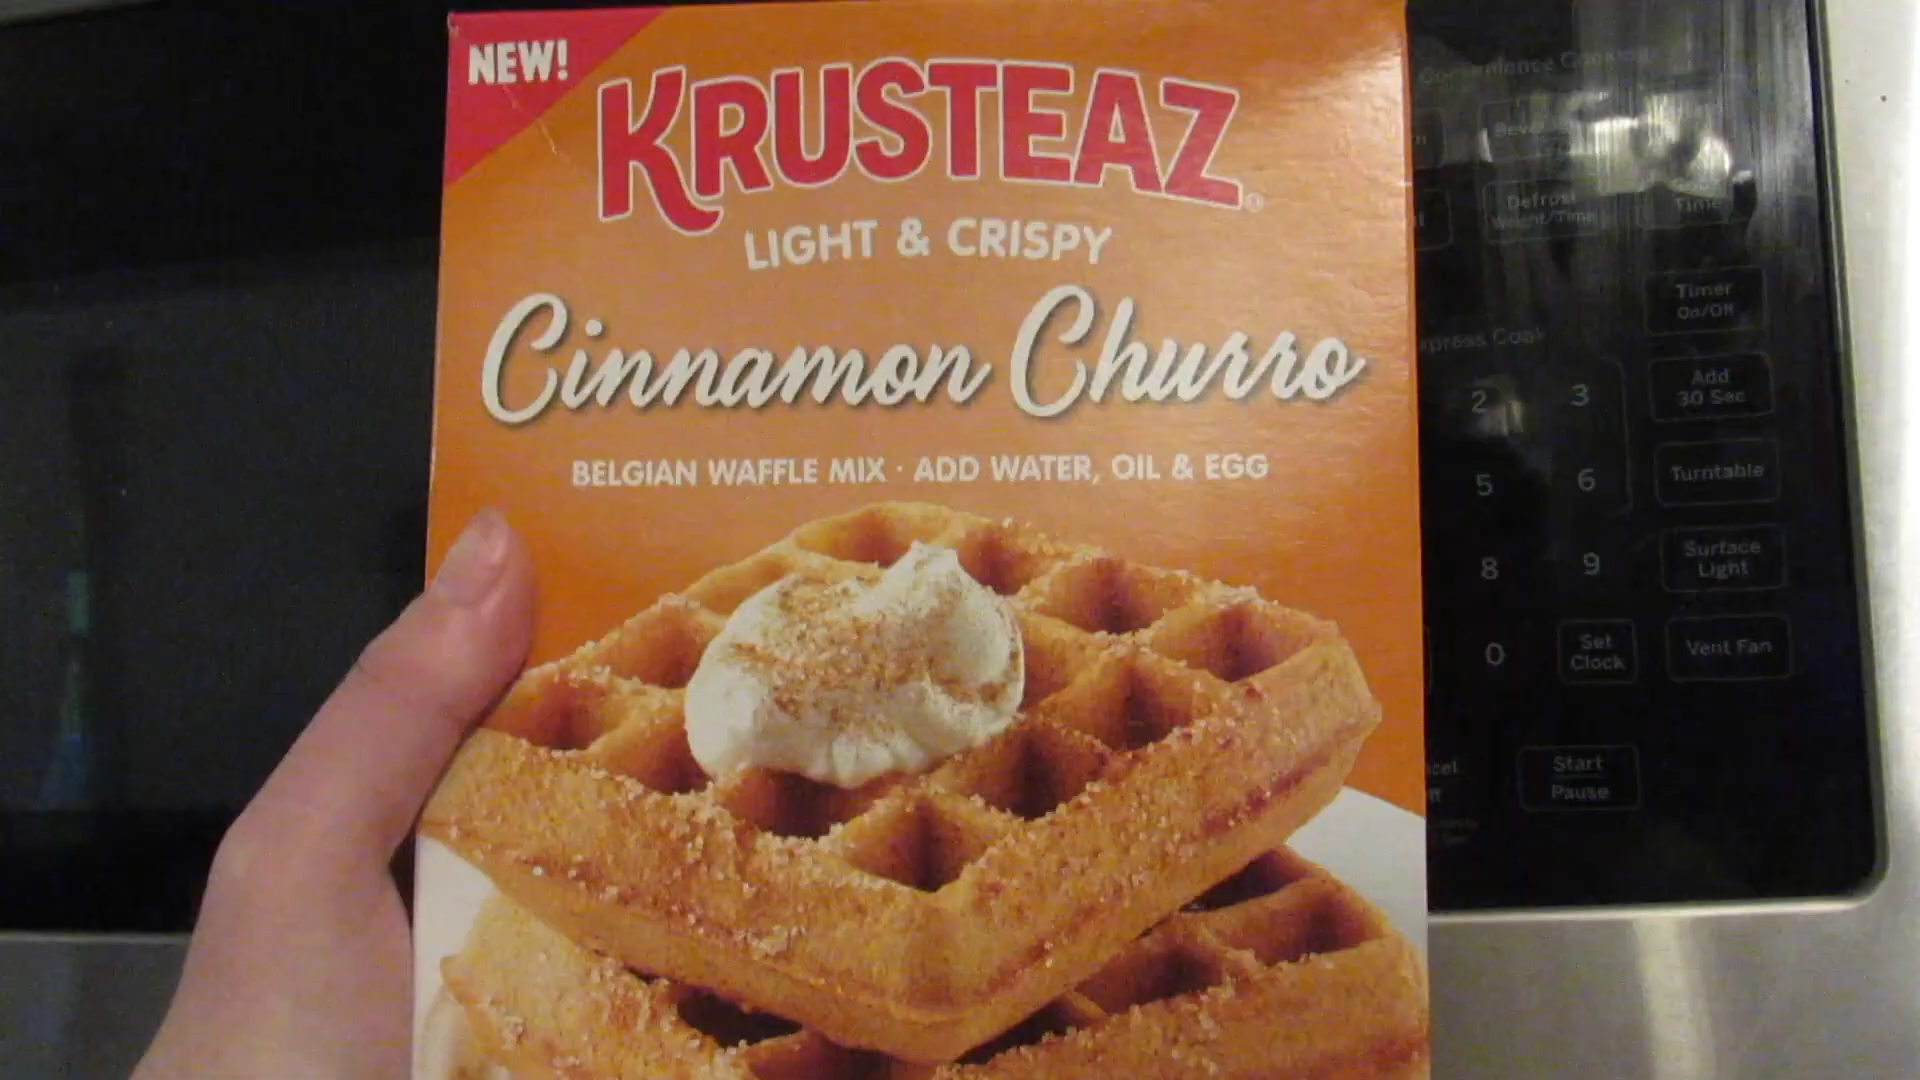 NEW!
KRUSTEAZ®
LIGHT & CRISPY
Cinnamon Churro
BELGIAN WAFFLE MIX · ADD WATER, OIL & EGG
Convenience Cooking
Defrost
Weight/Time
Time
Timer
On/Off
2
3
Add
30 Sec
5
6
Turntable
8
9
Surface
Light
0
Set
Clock
Vent Fan
Start
Pause